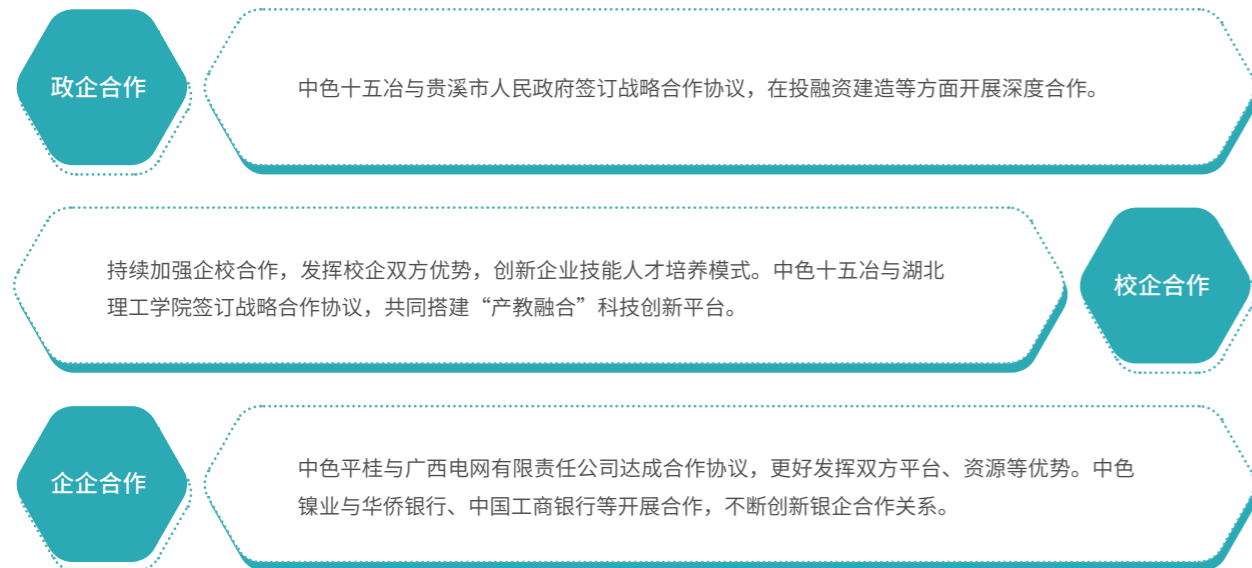 政企合作
中色十五冶与贵溪市人民政府签订战略合作协议，在投融资建造等方面开展深度合作。
持续加强企校合作，发挥校企双方优势，创新企业技能人才培养模式。中色十五冶与湖北
理工学院签订战略合作协议，共同搭建“产教融合”科技创新平台。
校企合作
企企合作
中色平桂与广西电网有限责任公司达成合作协议，更好发挥双方平台、资源等优势。中色
镍业与华侨银行、中国工商银行等开展合作，不断创新银企合作关系。